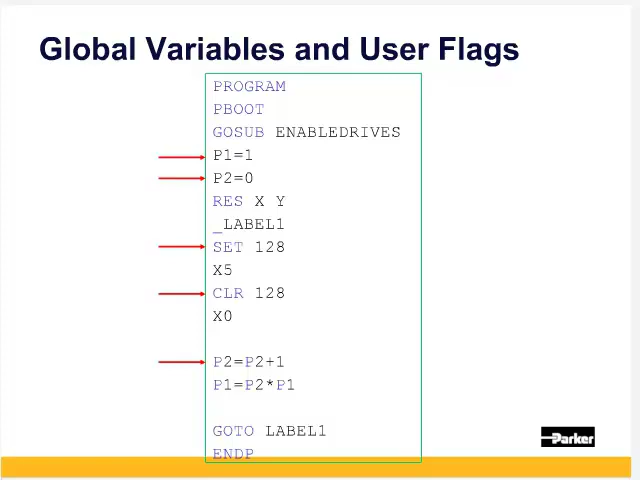 Global Variables and User Flags
PROGRAM
PBOOT
GOSUB ENABLEDRIVES
P1=1
P2=0
RES X Y
_LABEL1
SET 128
X5
CLR 128
X0
P2=P2+1
P1=P2*P1
GOTO LABEL1
ENDP
Parker